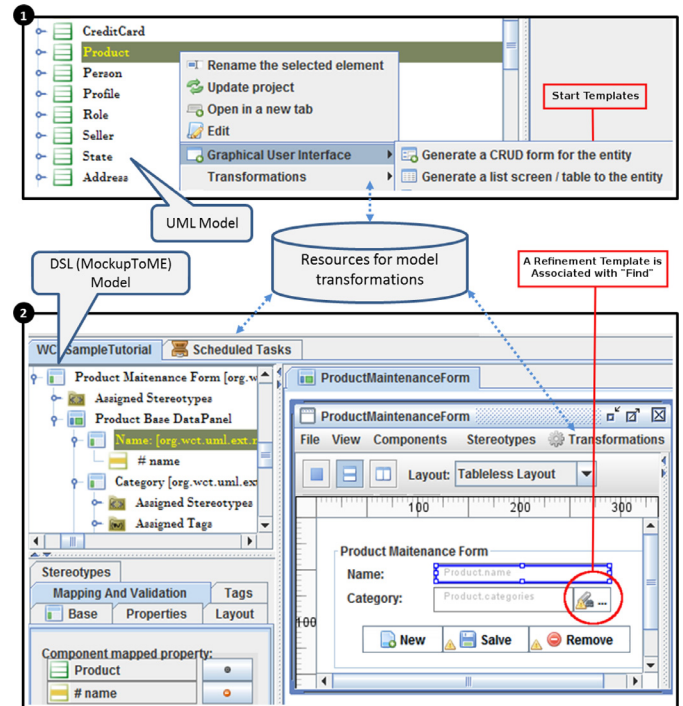 1
CreditCard
Product
Person
Profile
Role
Seller
State
Address
Rename the selected element
Update project
Open in a new tab
Edit
Graphical User Interface
Transformations
Start Templates
Generate a CRUD form for the entity
Generate a list screen / table to the entity
UML Model
DSL (MockupToME)
Model
Resources for model
transformations
A Refinement Template is
Associated with "Find"
2
SampleTutorial
Scheduled Tasks
Product Maitenance Form [org.w
Assigned Stereotypes
Product Base DataPanel
Name: [org.wct.uml.ext.r
# name
Category [org.wct.uml.ext
Assigned Stereotypes
Assigned Tags
Stereotypes
Mapping And Validation
Tags
Base
Properties
Layout
Component mapped property:
Product
# name
ProductMaintenanceForm
ProductMaintenanceForm
File View Components Stereotypes Transformations
Layout: Tableless Layout
100 200 300
100
Product Maitenance Form
Name: Product.name
Category: Product.categories ...
New Salve Remove